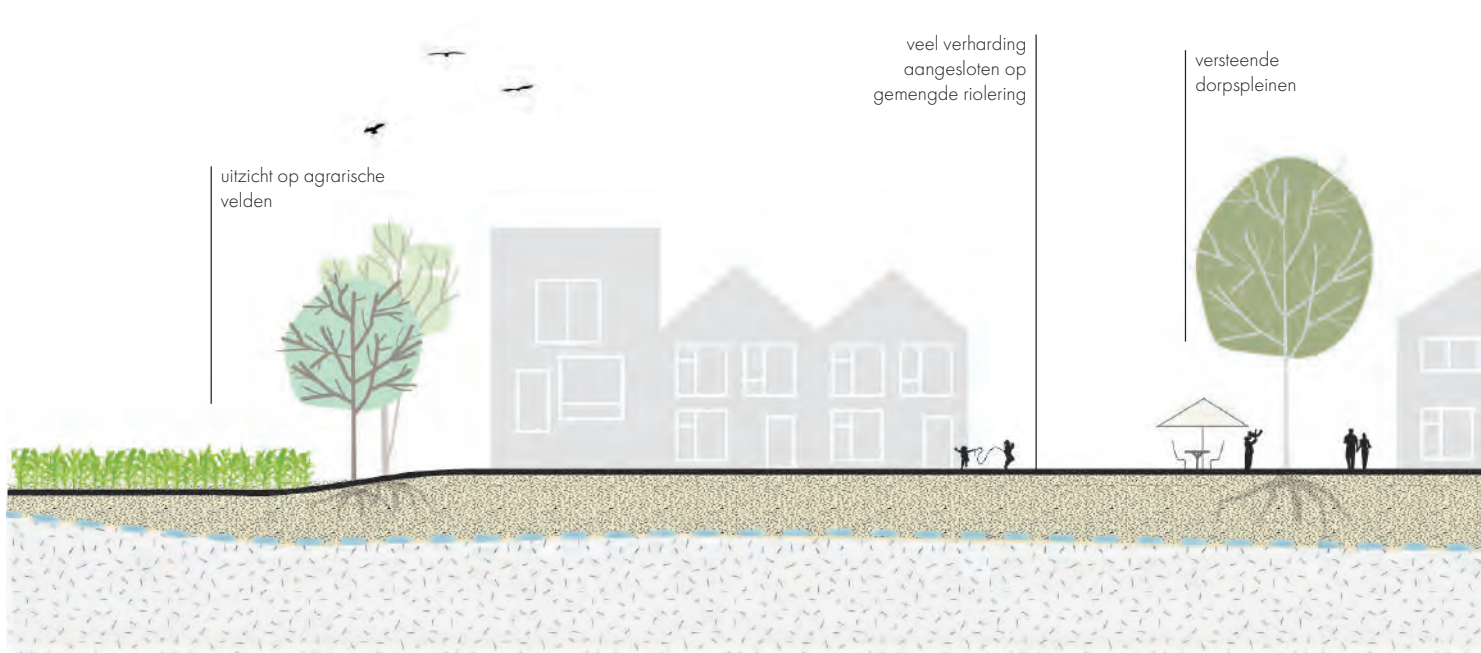 uitzicht op agrarische
velden
veel verharding
aangesloten op
gemengde riolering
versteende
dorpspleinen